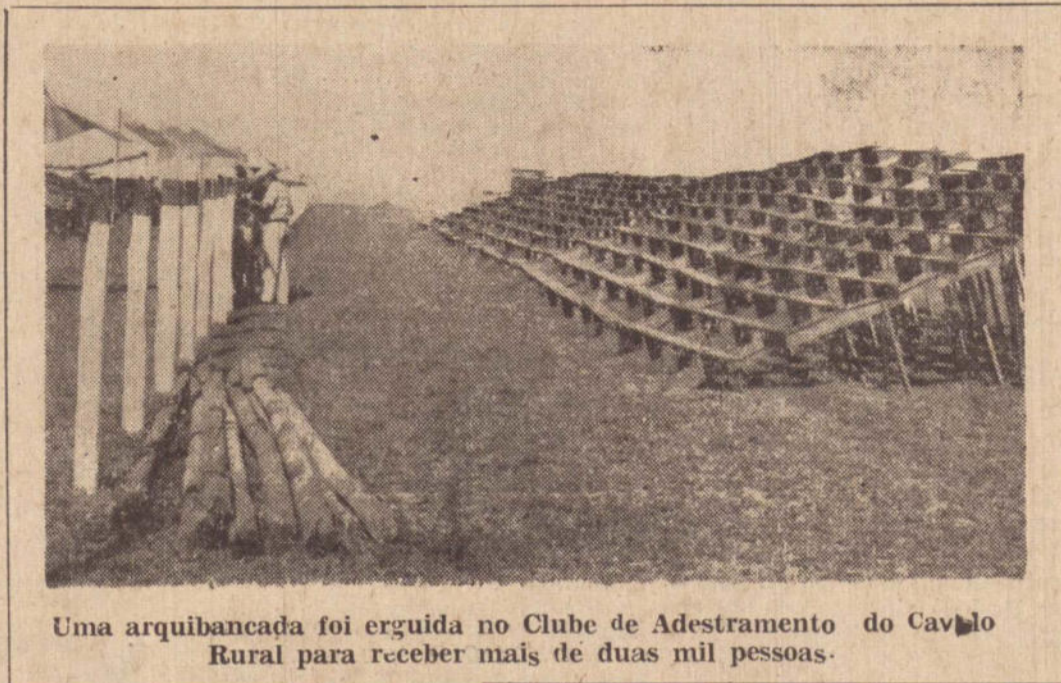 Uma arquibancada foi erguida no Clube de Adestramento do Cavalo
Rural para receber mais de duas mil pessoas.